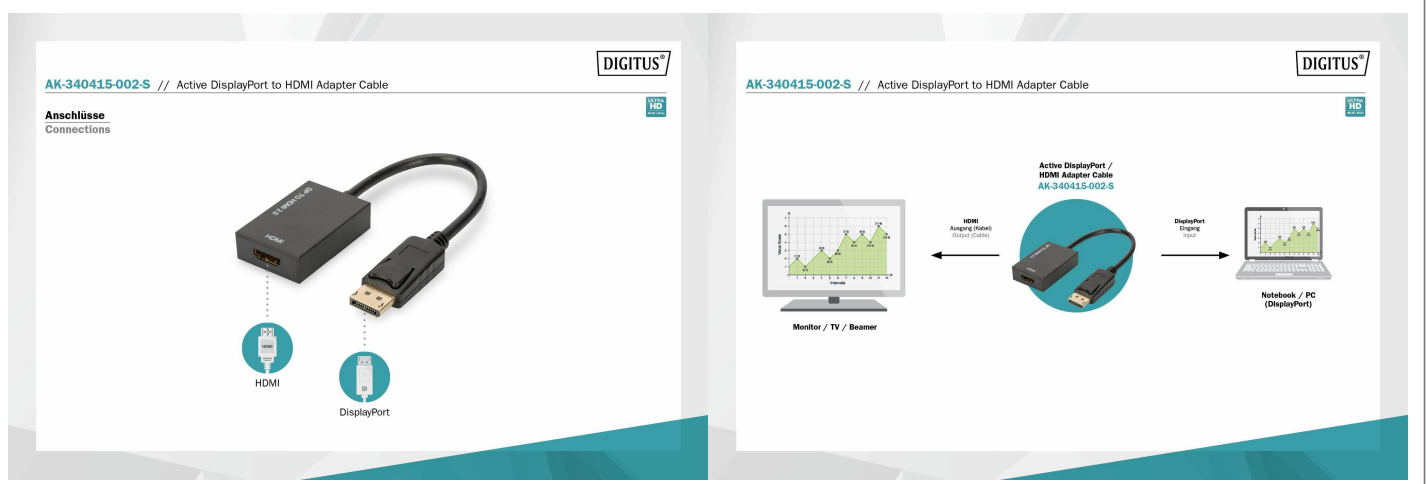 DIGITUS®
AK-340415-002-S // Active DisplayPort to HDMI Adapter Cable
ULTRA
HD
Anschlüsse
Connections
DP TO HDMI 2.0
HDMI
HDMI
HDMI
DisplayPort
DIGITUS®
AK-340415-002-S // Active DisplayPort to HDMI Adapter Cable
ULTRA
HD
Active DisplayPort /
HDMI Adapter Cable
AK-340415-002-S
HDMI
Ausgang (Kabel)
Output (Cable)
DisplayPort
Eingang
Input
Value Scale
Intervals
Monitor / TV / Beamer
Notebook / PC
(DisplayPort)